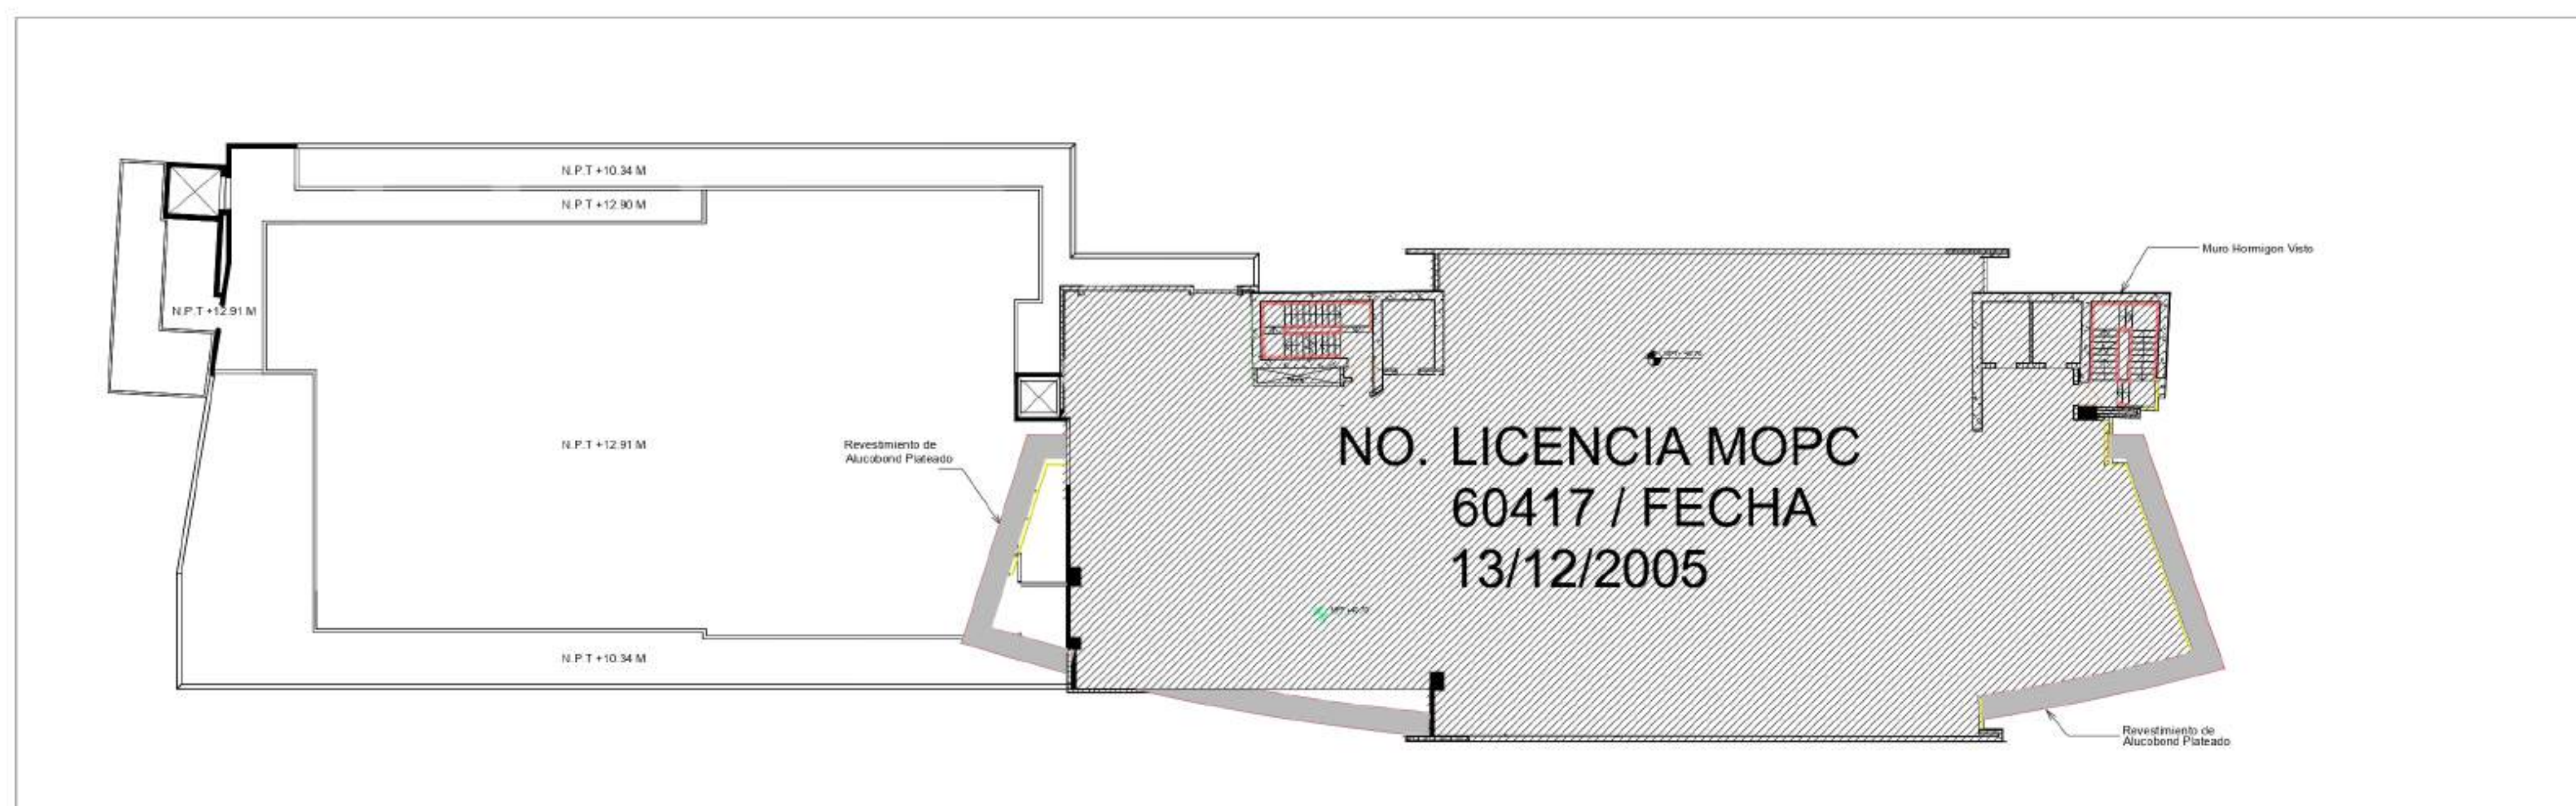 N.P.T +10.34 M
N.P.T +12.90 M
Muro Hormigon Visto
N.P.T +12.91 M
N.P.T +12.91 M
Revestimiento de
Alucobond Plateado
NO. LICENCIA MOPC
60417 / FECHA
13/12/2005
N.P.T +10.34 M
Revestimiento de
Alucobond Plateado